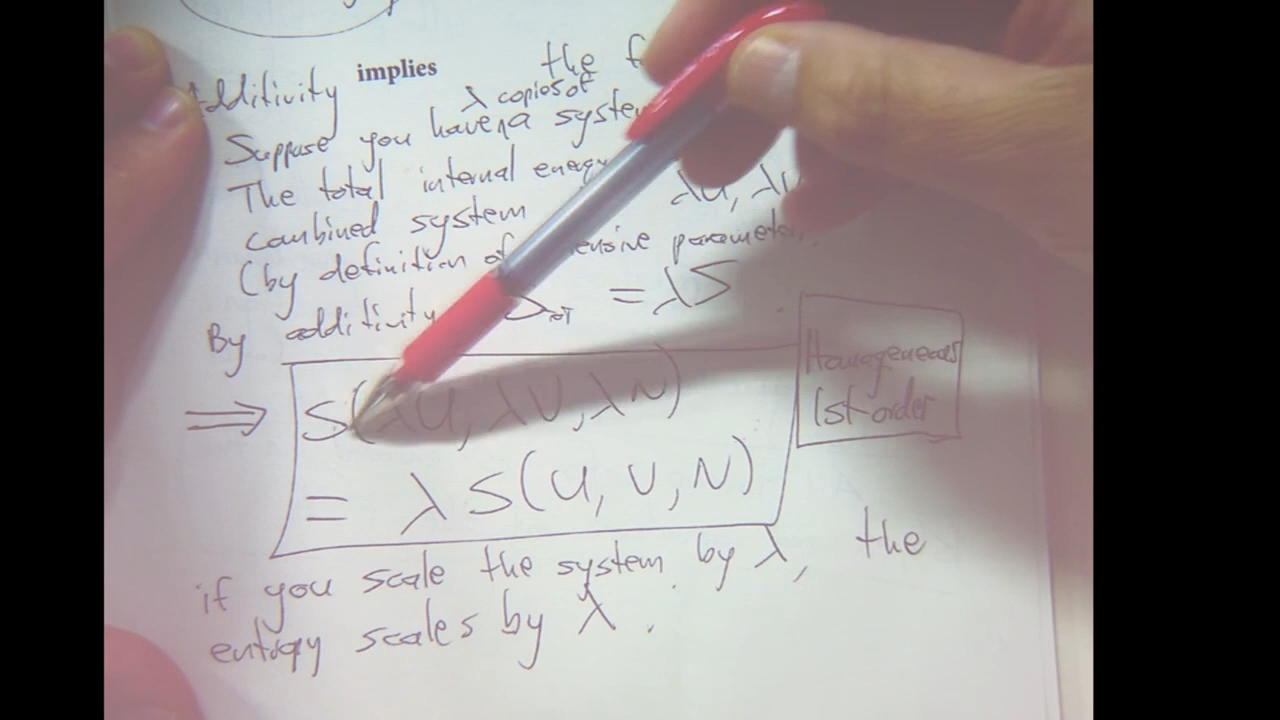 Additivity implies the
λ copies of
Suppose you have a system
The total internal energy
combined system λU, λV
(by definition of parameter).
By additivity = λS
⇒ S(λU, λV, λN)
= λ S(U, V, N)
Homogeneous
1st order
if you scale the system by λ, the
entropy scales by λ.